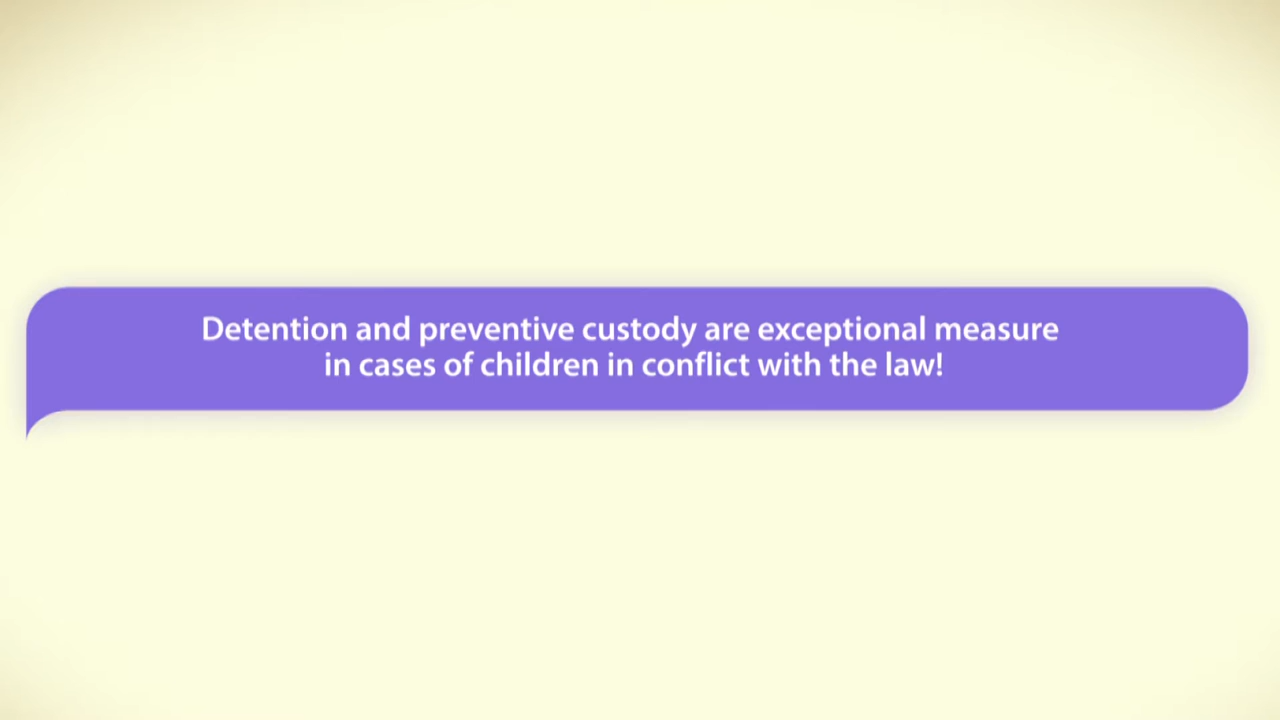 Detention and preventive custody are exceptional measure
in cases of children in conflict with the law!